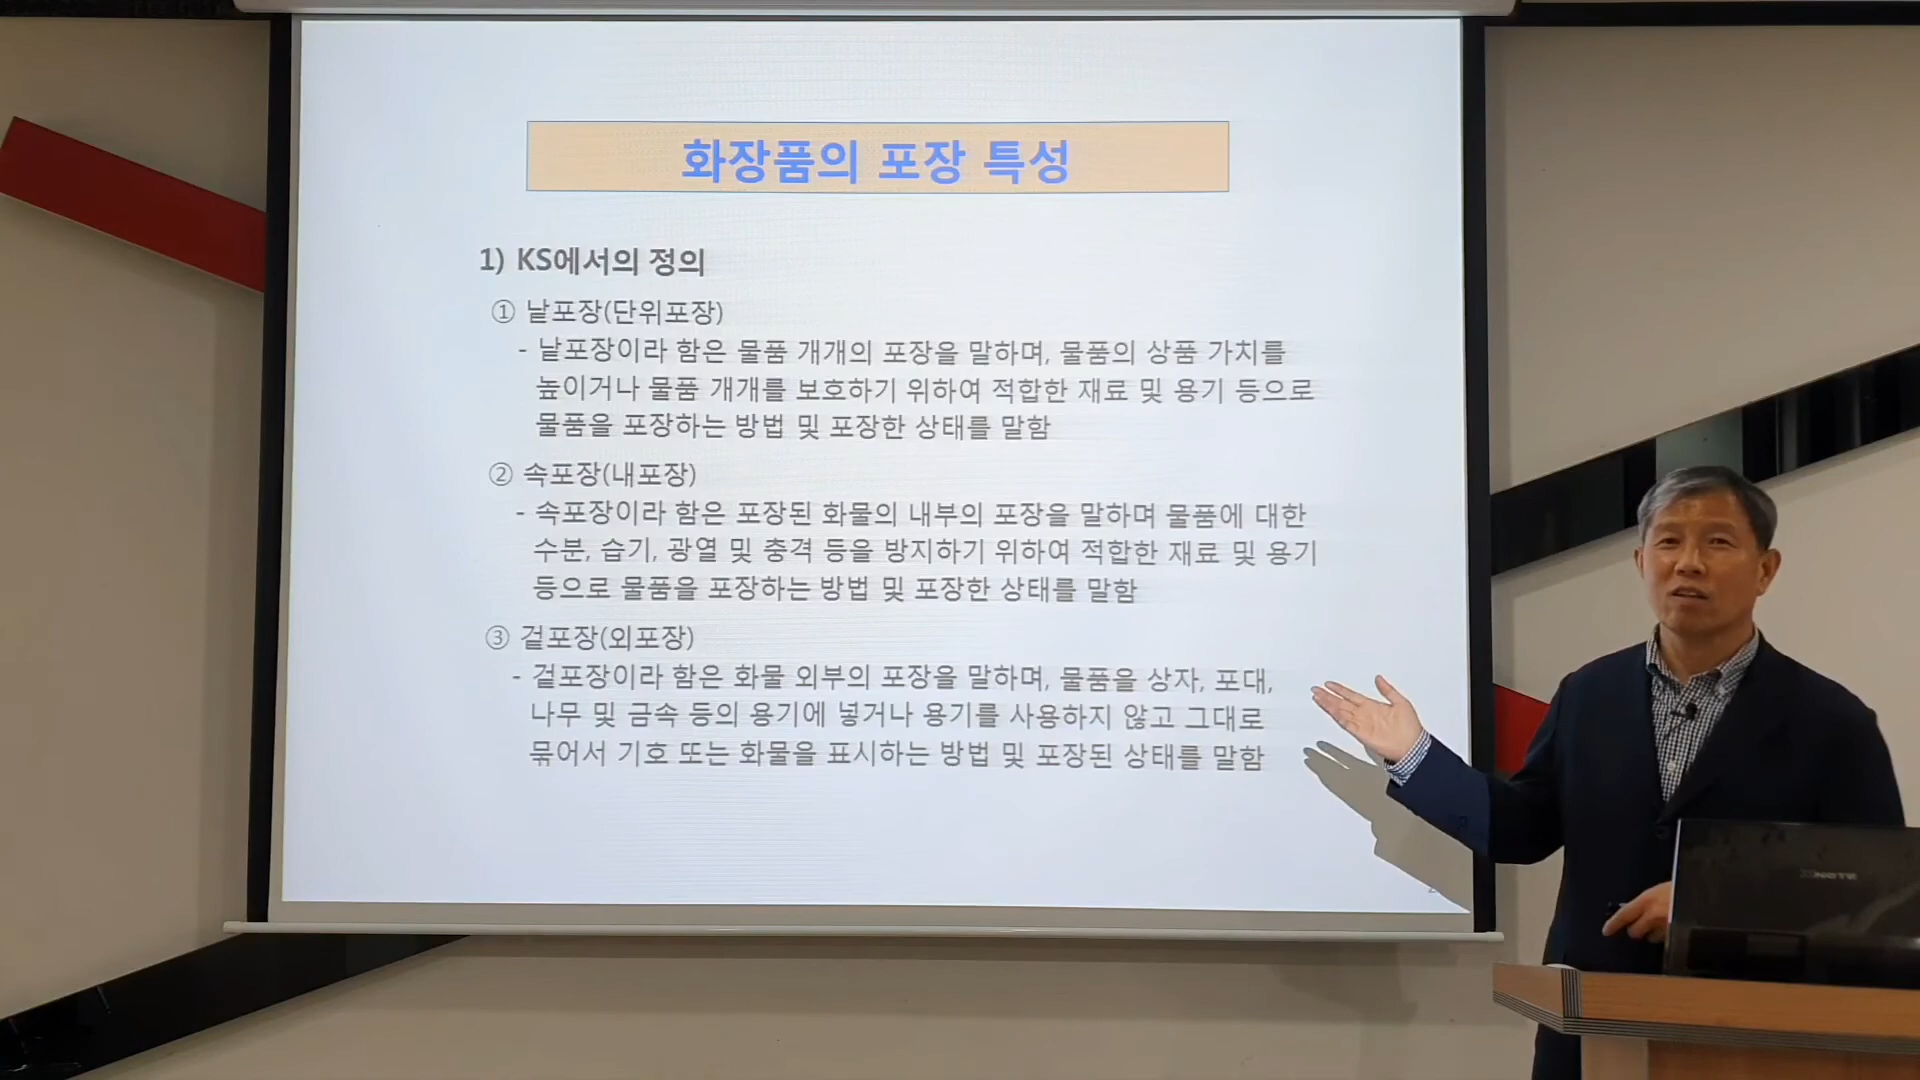 화장품의 포장 특성
1) KS에서의 정의
① 낱포장(단위포장)
- 낱포장이라 함은 물품 개개의 포장을 말하며, 물품의 상품 가치를
높이거나 물품 개개를 보호하기 위하여 적합한 재료 및 용기 등으로
물품을 포장하는 방법 및 포장한 상태를 말함
② 속포장(내포장)
- 속포장이라 함은 포장된 화물의 내부의 포장을 말하며 물품에 대한
수분, 습기, 광열 및 충격 등을 방지하기 위하여 적합한 재료 및 용기
등으로 물품을 포장하는 방법 및 포장한 상태를 말함
③ 겉포장(외포장)
- 겉포장이라 함은 화물 외부의 포장을 말하며, 물품을 상자, 포대,
나무 및 금속 등의 용기에 넣거나 용기를 사용하지 않고 그대로
묶어서 기호 또는 화물을 표시하는 방법 및 포장된 상태를 말함